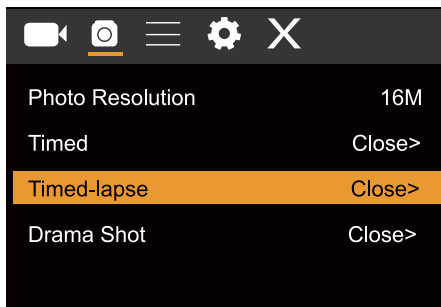 Photo Resolution 16M
Timed Close>
Timed-lapse Close>
Drama Shot Close>